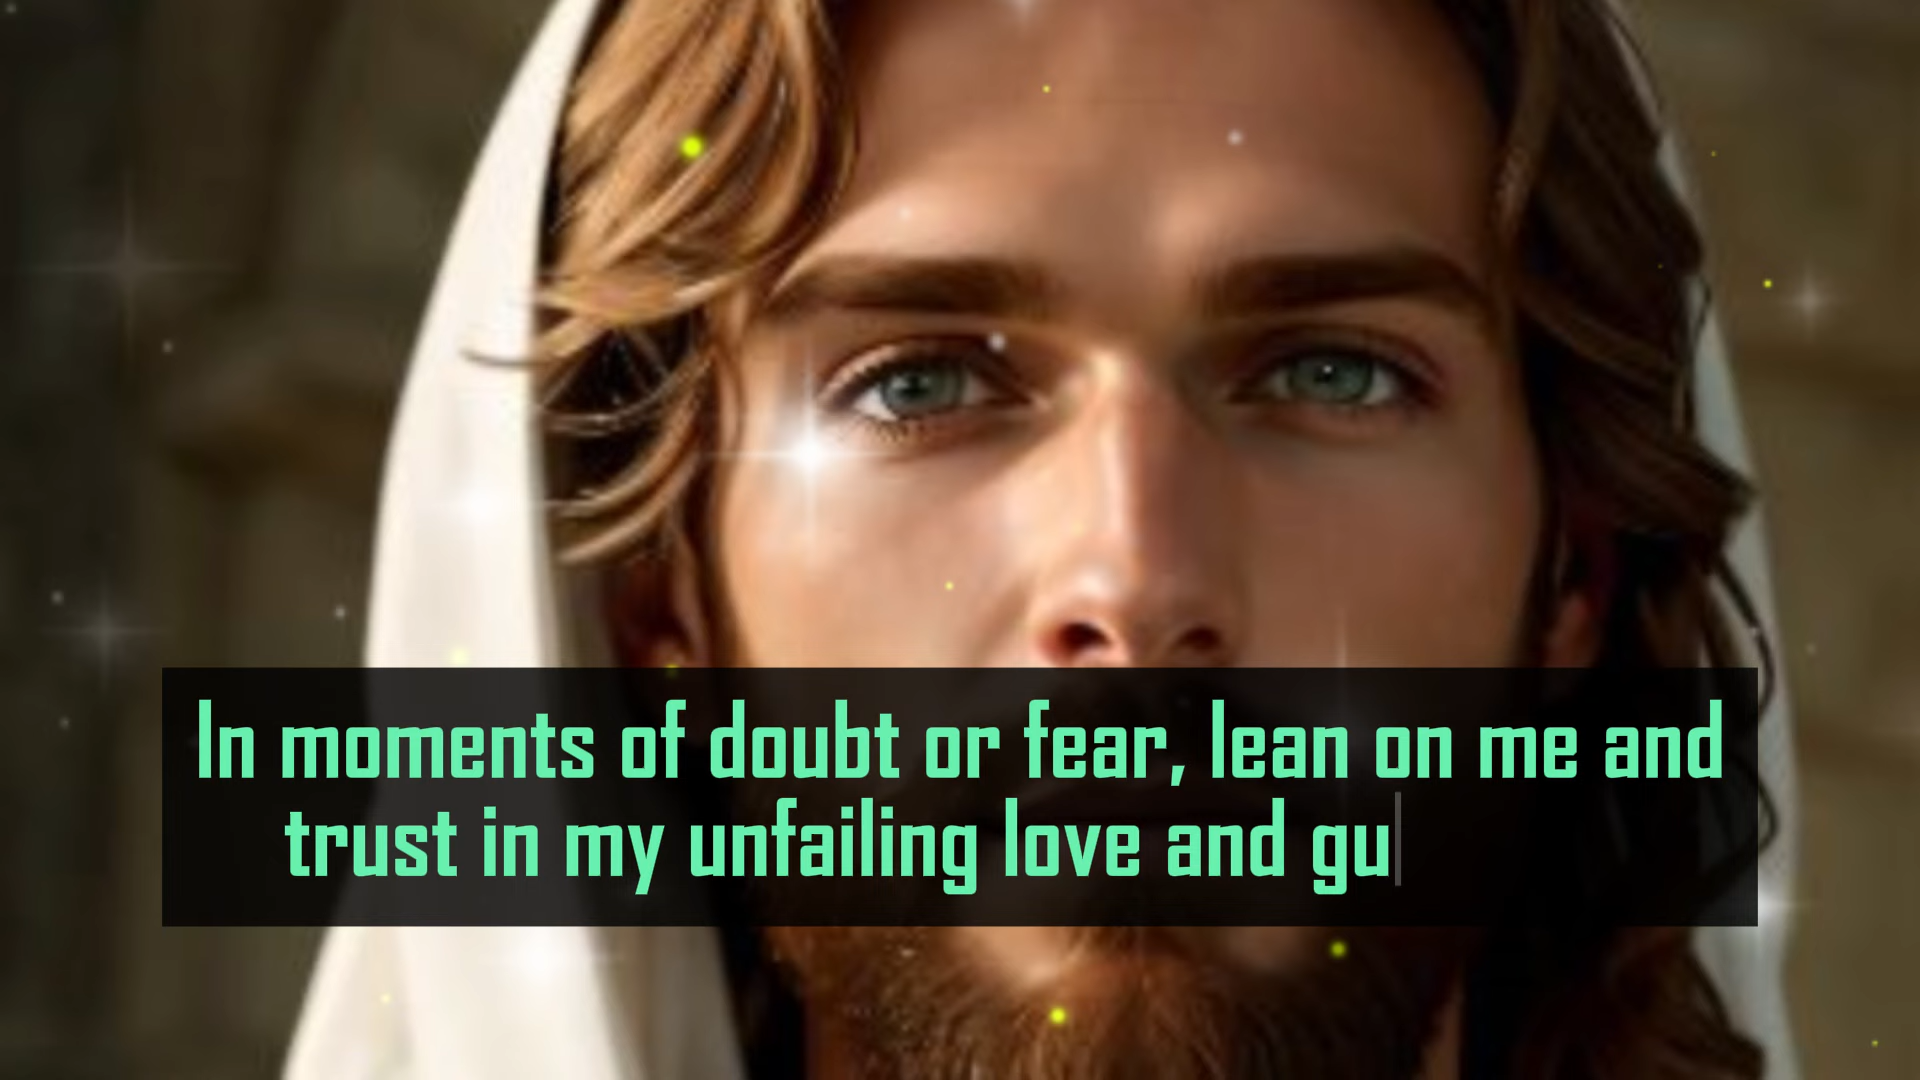 In moments of doubt or fear, lean on me and
trust in my unfailing love and gu